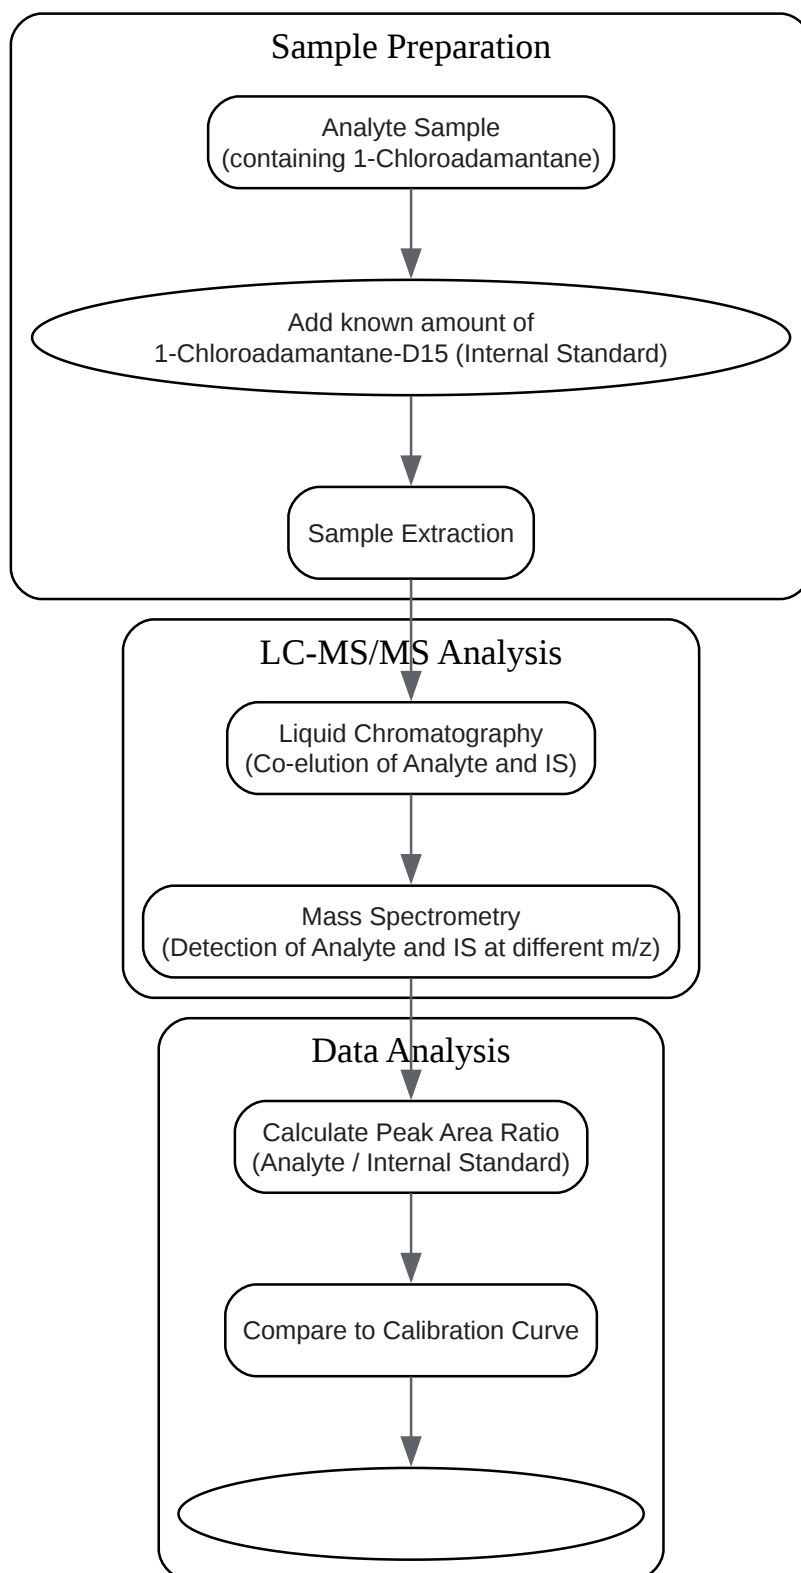 Sample Preparation
Analyte Sample
(containing 1-Chloroadamantane)
Add known amount of
1-Chloroadamantane-D15 (Internal Standard)
Sample Extraction
LC-MS/MS Analysis
Liquid Chromatography
(Co-elution of Analyte and IS)
Mass Spectrometry
(Detection of Analyte and IS at different m/z)
Data Analysis
Calculate Peak Area Ratio
(Analyte / Internal Standard)
Compare to Calibration Curve